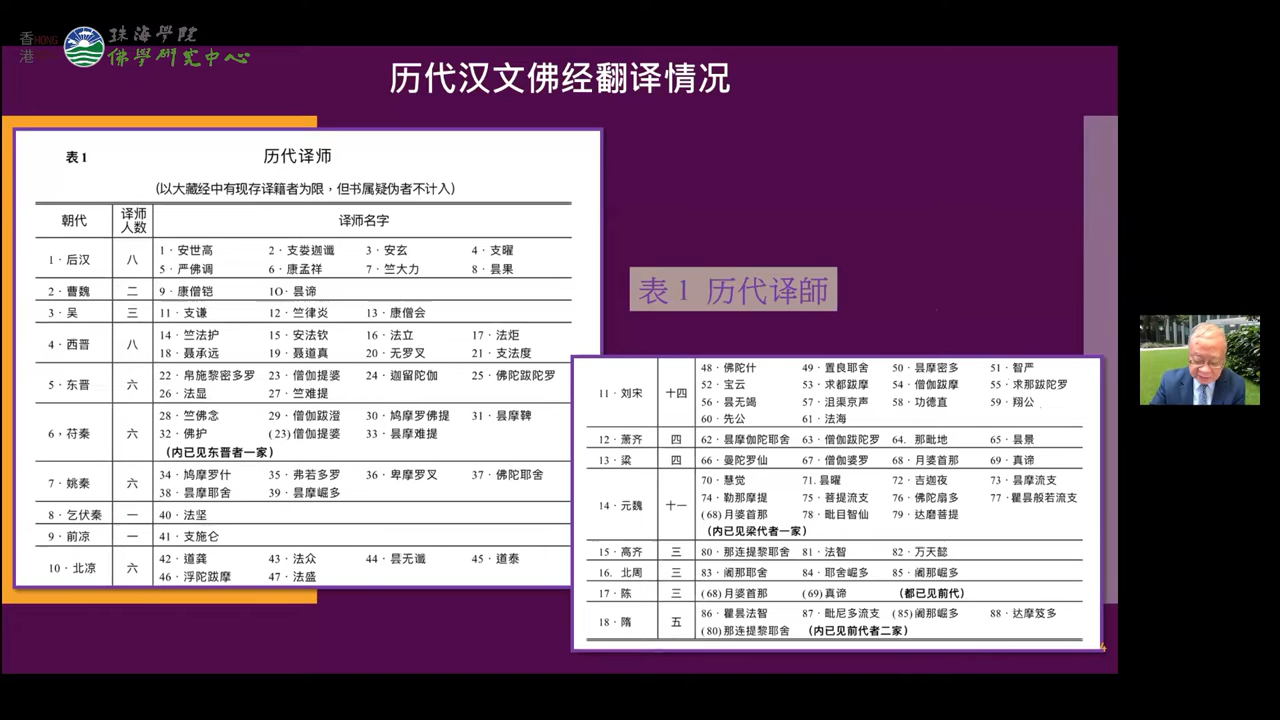 香 HONG
港
珠海學院
佛學研究中心
历代汉文佛经翻译情况
表1 历代译师
(以大藏经中有现存译籍者为限，但书属疑伪者不计入)
朝代 译师人数 译师名字
1·后汉 八 1·安世高 2·支娄迦谶 3·安玄 4·支曜
5·严佛调 6·康孟祥 7·竺大力 8·昙果
2·曹魏 二 9·康僧铠 10·昙谛
3·吴 三 11·支谦 12·竺律炎 13·康僧会
4·西晋 八 14·竺法护 15·安法钦 16·法立 17·法炬
18·聂承远 19·聂道真 20·无罗叉 21·支法度
5·东晋 六 22·帛施黎密多罗 23·僧伽提婆 24·迦留陀伽 25·佛陀跋陀罗
26·法显 27·竺难提
6，苻秦 六 28·竺佛念 29·僧伽跋澄 30·鸠摩罗佛提 31·昙摩鞞
32·佛护 (23)僧伽提婆 33·昙摩难提
(内已见东晋者一家)
7·姚秦 六 34·鸠摩罗什 35·弗若多罗 36·卑摩罗叉 37·佛陀耶舍
38·昙摩耶舍 39·昙摩崛多
8·乞伏秦 一 40·法坚
9·前凉 一 41·支施仑
10·北凉 六 42·道龚 43·法众 44·昙无谶 45·道泰
46·浮陀跋摩 47·法盛
表1 历代译師
11·刘宋 十四 48·佛陀什 49·置良耶舍 50·昙摩密多 51·智严
52·宝云 53·求都跋摩 54·僧伽跋摩 55·求那跋陀罗
56·昙无竭 57·沮渠京声 58·功德直 59·翔公
60·先公 61·法海
12·萧齐 四 62·昙摩伽陀耶舍 63·僧伽跋陀罗 64. 那毗地 65·昙景
13·粱 四 66·曼陀罗仙 67·僧伽婆罗 68·月婆首那 69·真谛
14·元魏 十一 70·慧觉 71.昙曜 72·吉迦夜 73·昙摩流支
74·勒那摩提 75·菩提流支 76·佛陀扇多 77·瞿昙般若流支
(68)月婆首那 78·毗目智仙 79·达磨菩提
(内已见梁代者一家)
15·高齐 三 80·那连提黎耶舍 81·法智 82·万天懿
16. 北周 三 83·阇那耶舍 84·耶舍崛多 85·阇那崛多
17·陈 三 (68)月婆首那 (69)真谛 (都已见前代)
18·隋 五 86·瞿昙法智 87·毗尼多流支 (85)阇那崛多 88·达摩笈多
(80)那连提黎耶舍 (内已见前代者二家)